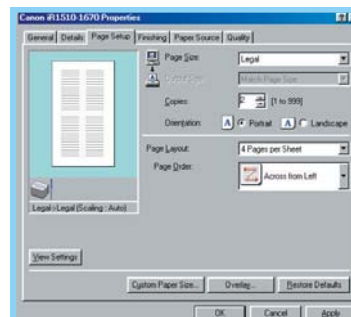 Canon iR1510-1670 Properties
General Details Page Setup Finishing Paper Source Quality
Page Size: Legal
Output Size: Match Page Size
Copies: 2 [1 to 999]
Orientation: A Portrait A Landscape
Page Layout: 4 Pages per Sheet
Page Order: Across from Left
Legal>Legal (Scaling : Auto)
View Settings
Custom Paper Size... Overlay... Restore Defaults
OK Cancel Apply